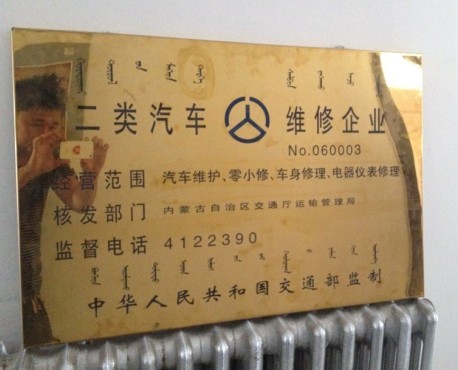 二类汽车 维修企业
No.060003
经营范围 汽车维护、零小修、车身修理、电器仪表修理
核发部门 内蒙古自治区交通厅运输管理局
监督电话 4122390
中华人民共和国交通部监制